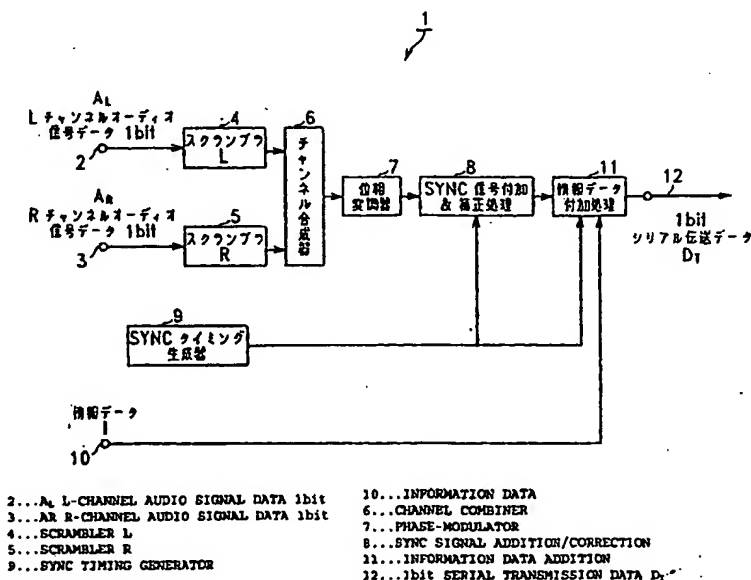 1
AL
Lチャンネルオーディオ
信号データ 1bit
2
4
スクランブラ
L
6
チャンネル合成器
AR
Rチャンネルオーディオ
信号データ 1bit
3
5
スクランブラ
R
7
位相
変調器
8
SYNC 信号付加
& 補正処理
11
情報データ
付加処理
12
1bit
シリアル伝送データ
DT
9
SYNC タイミング
生成器
情報データ
I
10
2...AL L-CHANNEL AUDIO SIGNAL DATA 1bit
3...AR R-CHANNEL AUDIO SIGNAL DATA 1bit
4...SCRAMBLER L
5...SCRAMBLER R
9...SYNC TIMING GENERATOR
10...INFORMATION DATA
6...CHANNEL COMBINER
7...PHASE-MODULATOR
8...SYNC SIGNAL ADDITION/CORRECTION
11...INFORMATION DATA ADDITION
12...1bit SERIAL TRANSMISSION DATA DT